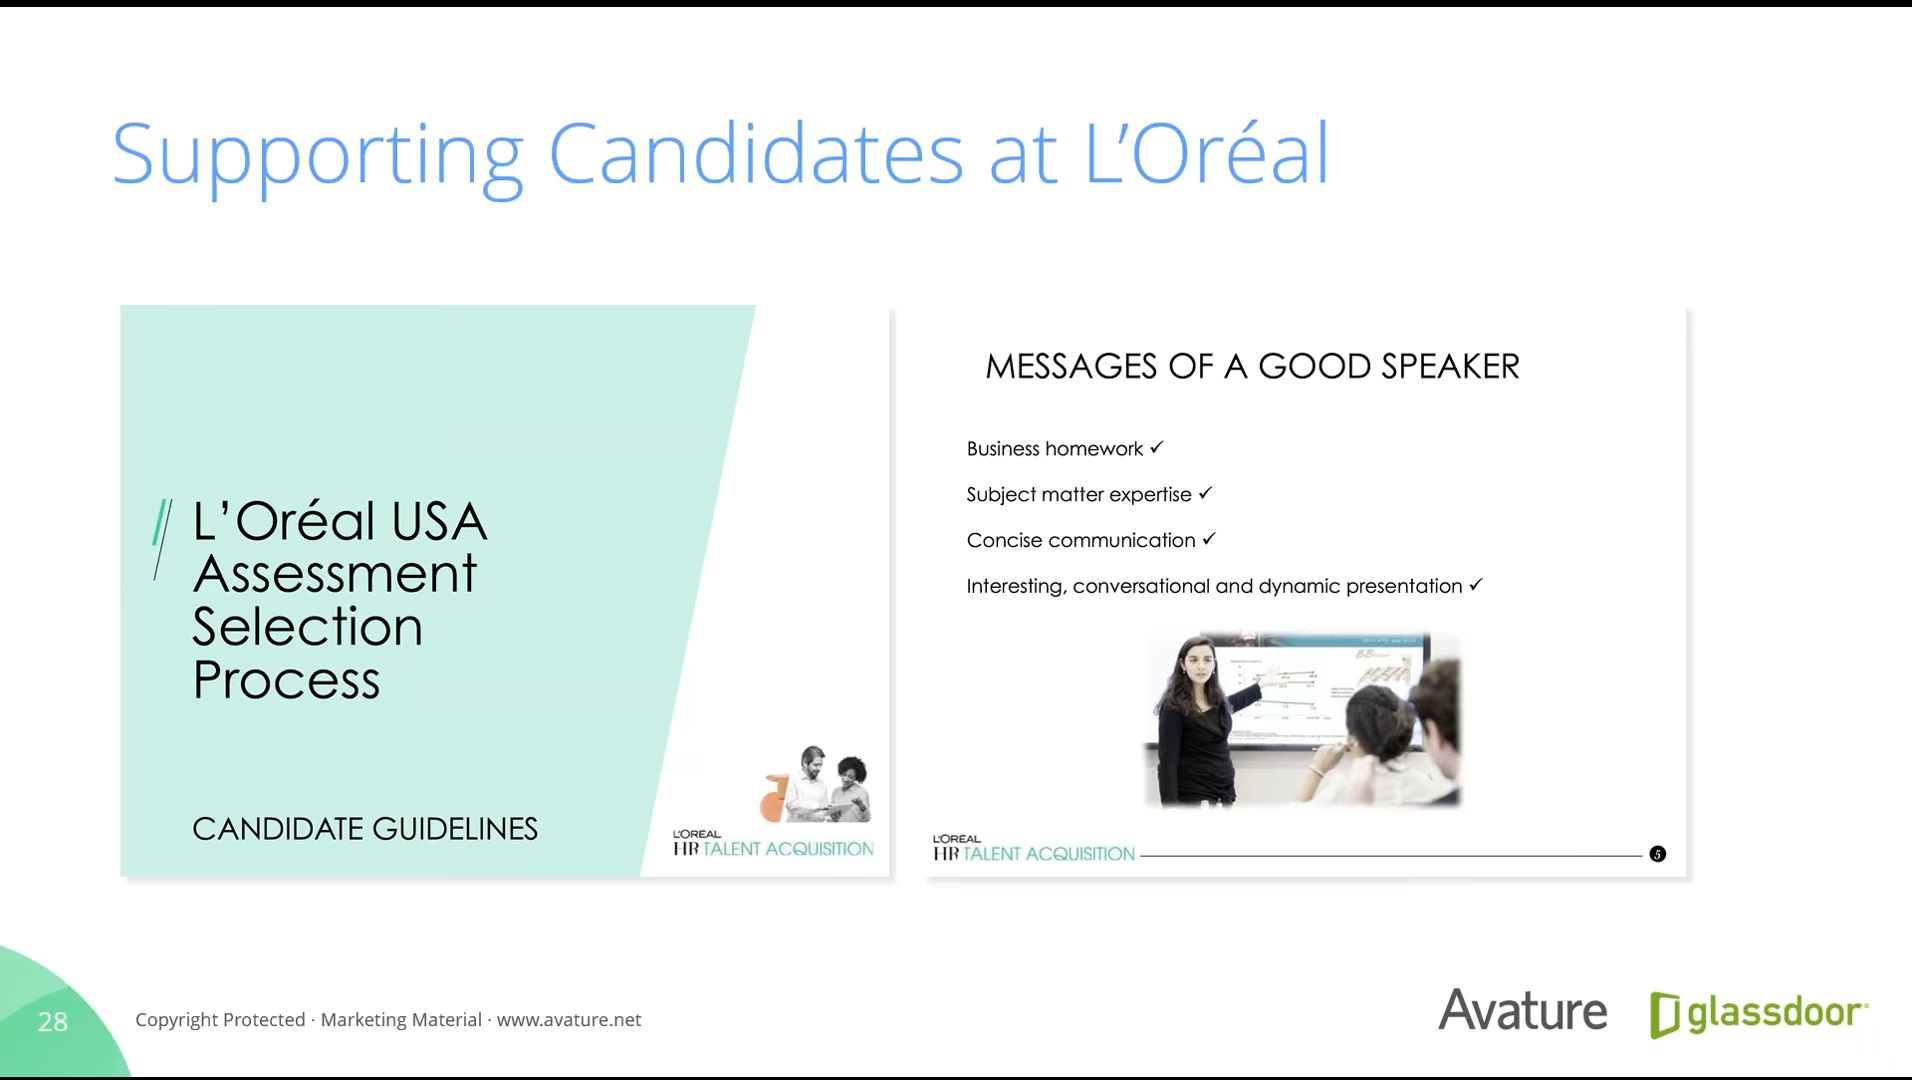 Supporting Candidates at L’Oréal
L’Oréal USA
Assessment
Selection
Process
CANDIDATE GUIDELINES
L'ORÉAL
HR TALENT ACQUISITION
MESSAGES OF A GOOD SPEAKER
Business homework ✓
Subject matter expertise ✓
Concise communication ✓
Interesting, conversational and dynamic presentation ✓
L'ORÉAL
HR TALENT ACQUISITION
5
28
Copyright Protected · Marketing Material · www.avature.net
Avature
glassdoor